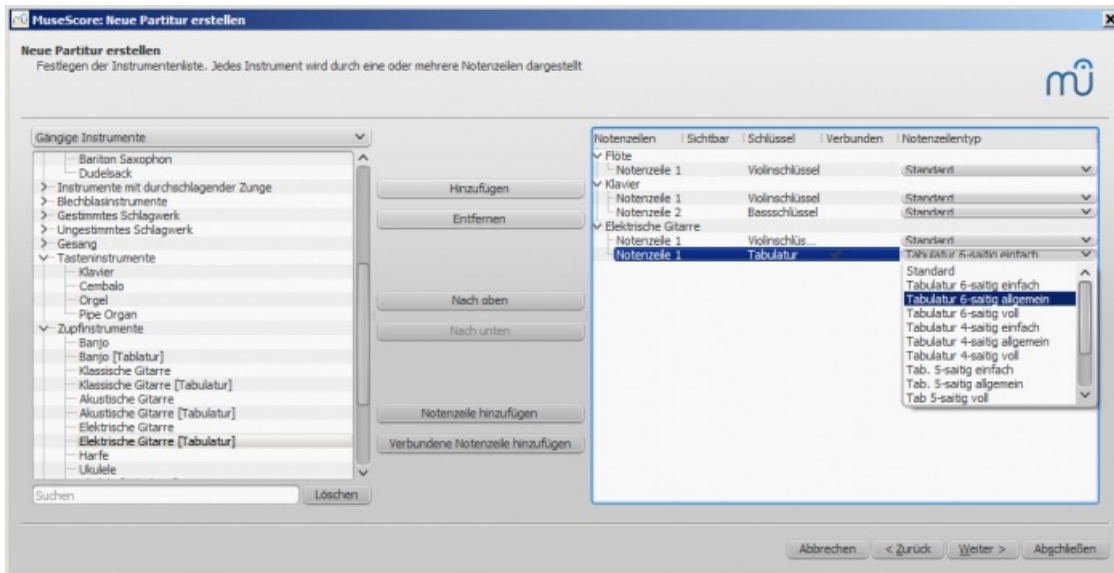 MuseScore: Neue Partitur erstellen
Neue Partitur erstellen
Festlegen der Instrumentenliste. Jedes Instrument wird durch eine oder mehrere Notenzeilen dargestellt
mû
Gängige Instrumente
Bariton Saxophon
Dudelsack
Instrumente mit durchschlagender Zunge
Blechblasinstrumente
Gestimmtes Schlagwerk
Ungestimmtes Schlagwerk
Gesang
Tasteninstrumente
Klavier
Cembalo
Orgel
Pipe Organ
Zupfinstrumente
Banjo
Banjo [Tablatur]
Klassische Gitarre
Klassische Gitarre [Tabulatur]
Akustische Gitarre
Akustische Gitarre [Tabulatur]
Elektrische Gitarre
Elektrische Gitarre [Tabulatur]
Harfe
Ukulele
Suchen Löschen
Hinzufügen
Entfernen
Nach oben
Nach unten
Notenzeile hinzufügen
Verbundene Notenzeile hinzufügen
Notenzeilen Sichtbar Schlüssel Verbunden Notenzeilentyp
Flöte
Notenzeile 1 Violinschlüssel Standard
Klavier
Notenzeile 1 Violinschlüssel Standard
Notenzeile 2 Bassschlüssel Standard
Elektrische Gitarre
Notenzeile 1 Violinschlüs... Standard
Notenzeile 1 Tabulatur ✓ Tabulatur 6-saitig einfach
Standard
Tabulatur 6-saitig einfach
Tabulatur 6-saitig allgemein
Tabulatur 6-saitig voll
Tabulatur 4-saitig einfach
Tabulatur 4-saitig allgemein
Tabulatur 4-saitig voll
Tab. 5-saitig einfach
Tab. 5-saitig allgemein
Tab 5-saitig voll
Abbrechen < Zurück Weiter > Abschließen